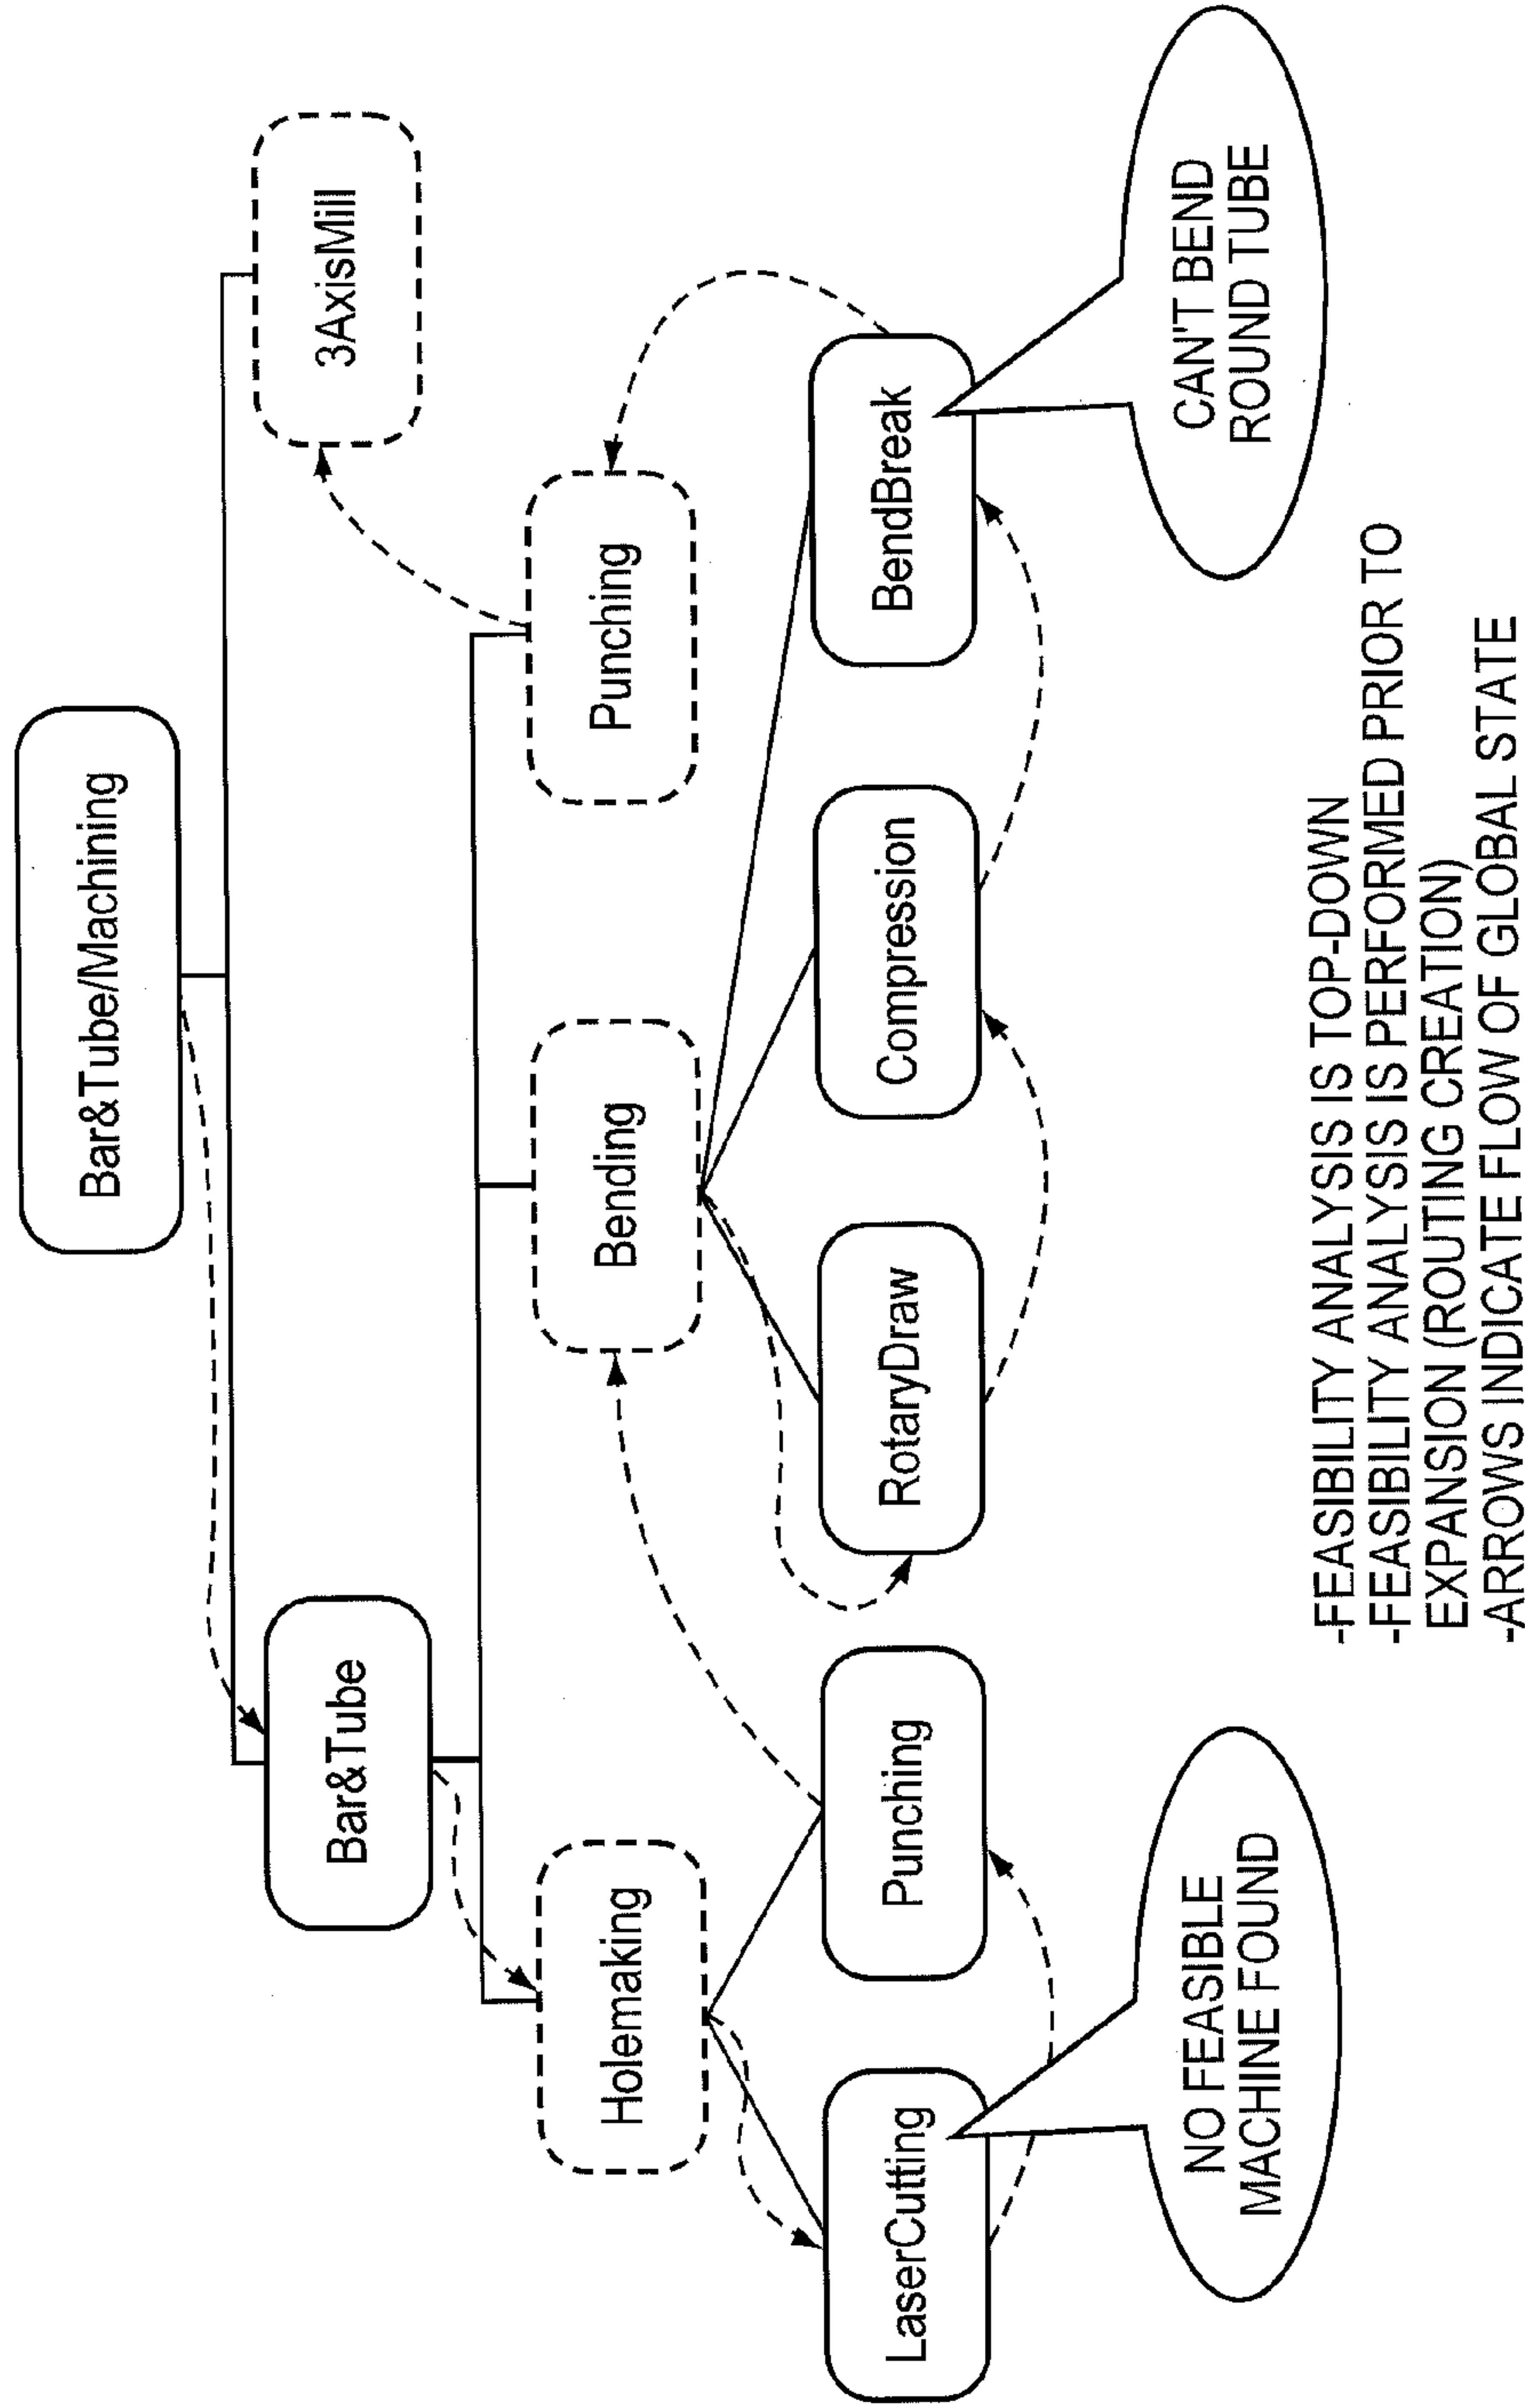 Bar&Tube/Machining
Bar&Tube
3AxisMill
Holemaking
Bending
Punching
LaserCutting
Punching
RotaryDraw
Compression
BendBreak
NO FEASIBLE
MACHINE FOUND
CAN'T BEND
ROUND TUBE
-FEASIBILITY ANALYSIS IS TOP-DOWN
-FEASIBILITY ANALYSIS IS PERFORMED PRIOR TO
EXPANSION (ROUTING CREATION)
-ARROWS INDICATE FLOW OF GLOBAL STATE